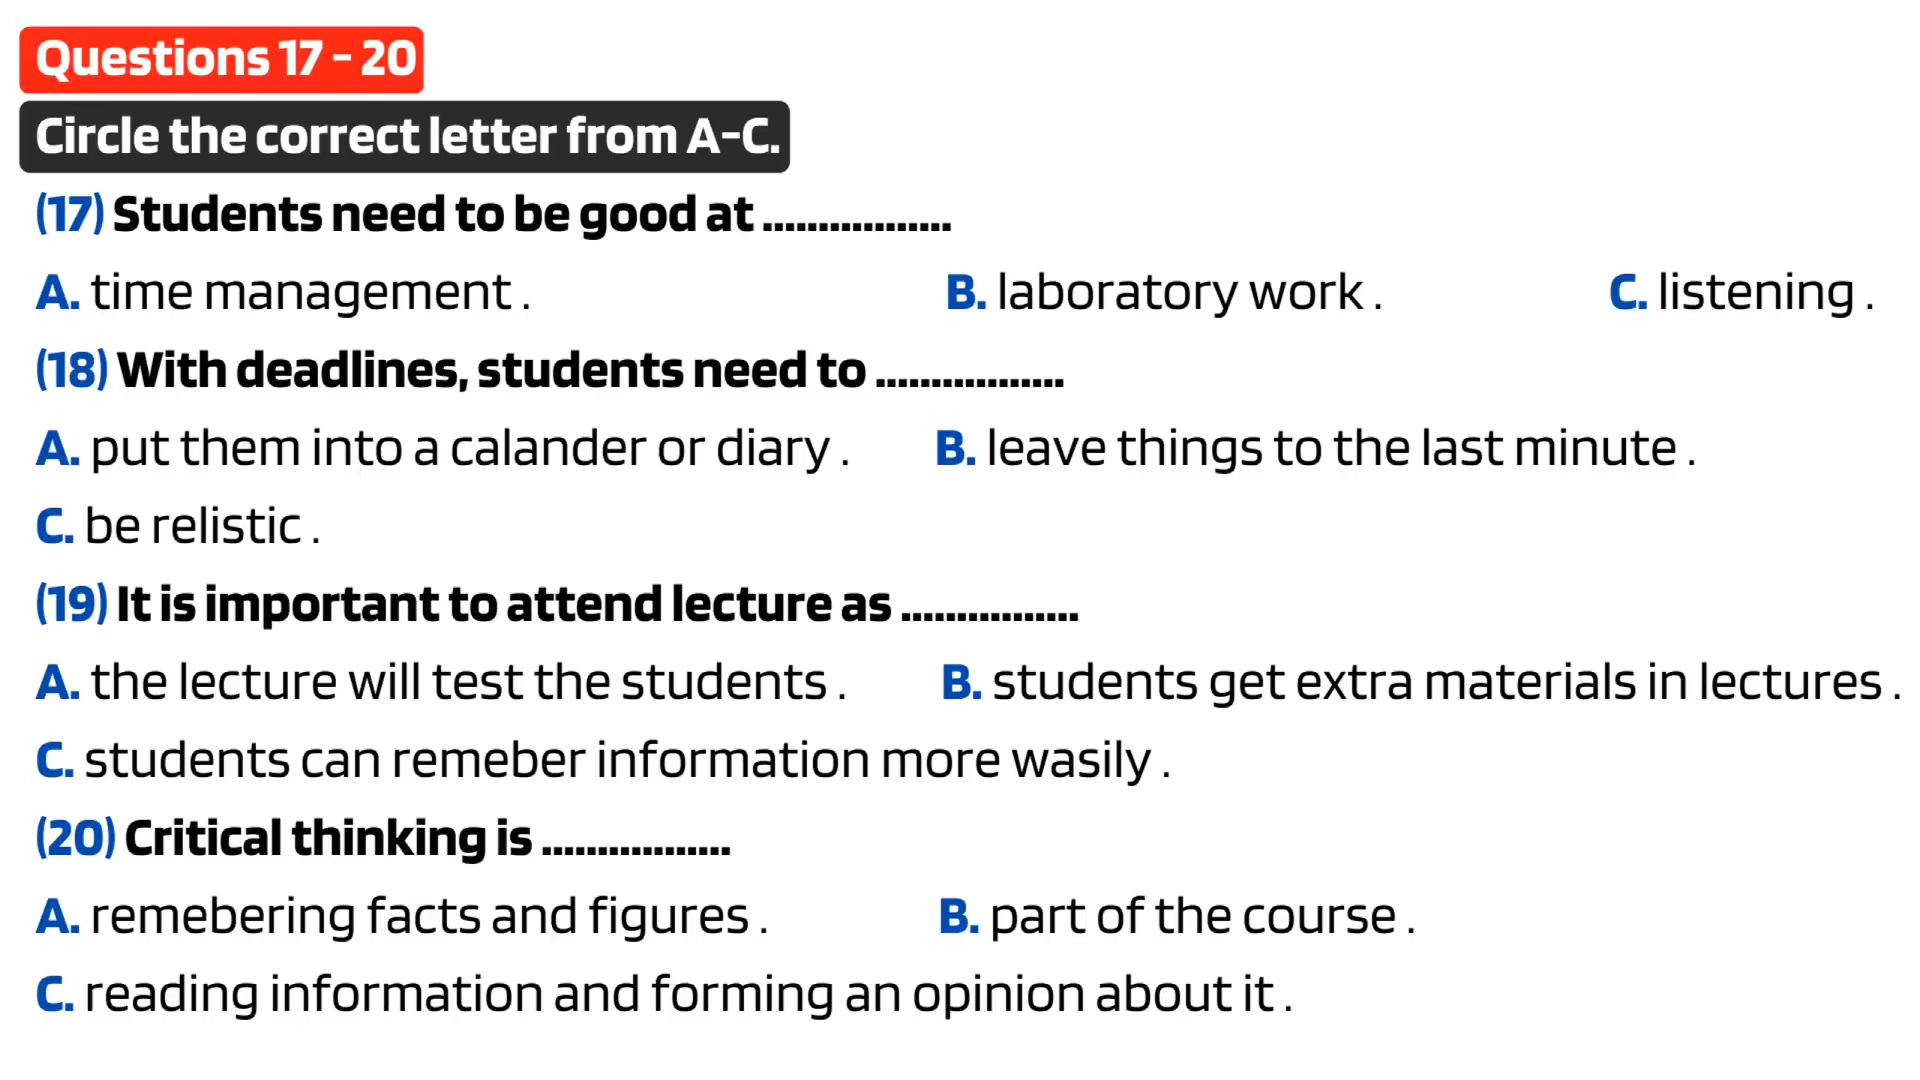 Questions 17 - 20
Circle the correct letter from A-C.
(17) Students need to be good at .................
A. time management . B. laboratory work . C. listening .
(18) With deadlines, students need to .................
A. put them into a calander or diary . B. leave things to the last minute .
C. be relistic .
(19) It is important to attend lecture as ................
A. the lecture will test the students . B. students get extra materials in lectures .
C. students can remeber information more wasily .
(20) Critical thinking is .................
A. remebering facts and figures . B. part of the course .
C. reading information and forming an opinion about it .